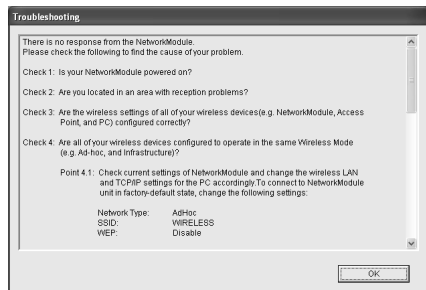 Troubleshooting
There is no response from the NetworkModule.
Please check the following to find the cause of your problem.
Check 1: Is your NetworkModule powered on?
Check 2: Are you located in an area with reception problems?
Check 3: Are the wireless settings of all of your wireless devices(e.g. NetworkModule, Access
Point, and PC) configured correctly?
Check 4: Are all of your wireless devices configured to operate in the same Wireless Mode
(e.g. Ad-hoc, and Infrastructure)?
Point 4.1: Check current settings of NetworkModule and change the wireless LAN
and TCP/IP settings for the PC accordingly.To connect to NetworkModule
unit in factory-default state, change the following settings:
Network Type: AdHoc
SSID: WIRELESS
WEP: Disable
OK